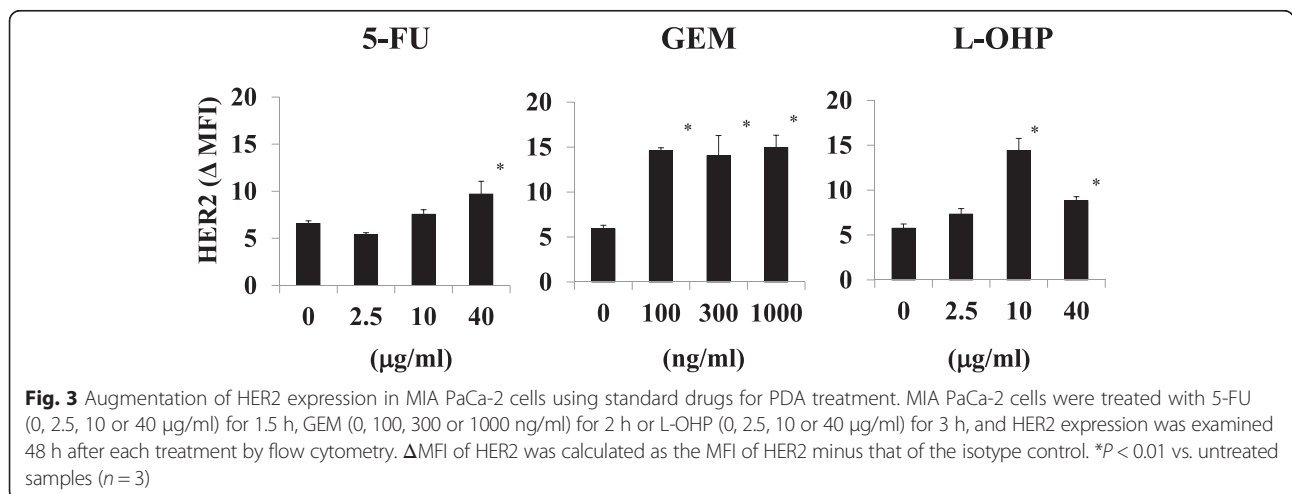 5-FU GEM L-OHP
HER2 (Δ MFI)
20 20 20
15 15 15
10 10 10
5 5 5
0 0 0
* * * * * *
0 2.5 10 40 0 100 300 1000 0 2.5 10 40
(µg/ml) (ng/ml) (µg/ml)
Fig. 3 Augmentation of HER2 expression in MIA PaCa-2 cells using standard drugs for PDA treatment. MIA PaCa-2 cells were treated with 5-FU
(0, 2.5, 10 or 40 µg/ml) for 1.5 h, GEM (0, 100, 300 or 1000 ng/ml) for 2 h or L-OHP (0, 2.5, 10 or 40 µg/ml) for 3 h, and HER2 expression was examined
48 h after each treatment by flow cytometry. ΔMFI of HER2 was calculated as the MFI of HER2 minus that of the isotype control. *P < 0.01 vs. untreated
samples (n = 3)